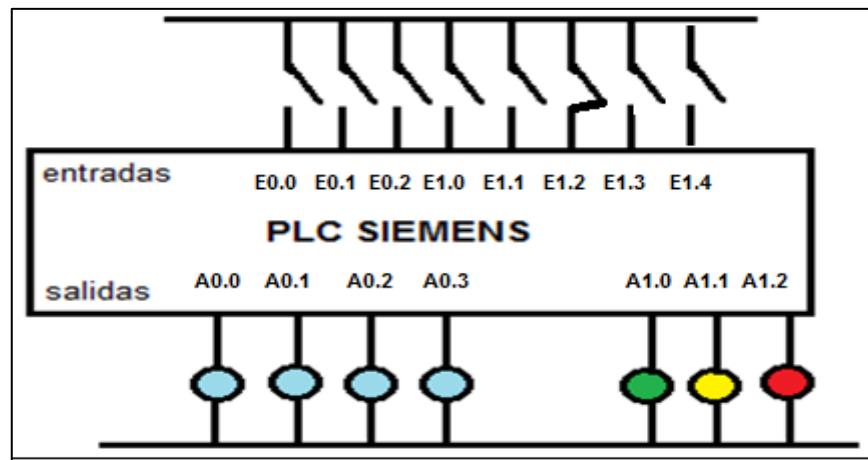 entradas
E0.0 E0.1 E0.2 E1.0 E1.1 E1.2 E1.3 E1.4
PLC SIEMENS
salidas A0.0 A0.1 A0.2 A0.3 A1.0 A1.1 A1.2